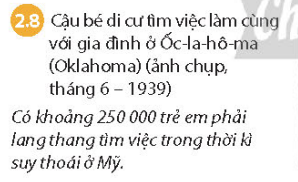 2.8 Cậu bé di cư tìm việc làm cùng
với gia đình ở Ốc-la-hô-ma
(Oklahoma) (ảnh chụp,
tháng 6 – 1939)
Có khoảng 250 000 trẻ em phải
lang thang tìm việc trong thời kì
suy thoái ở Mỹ.